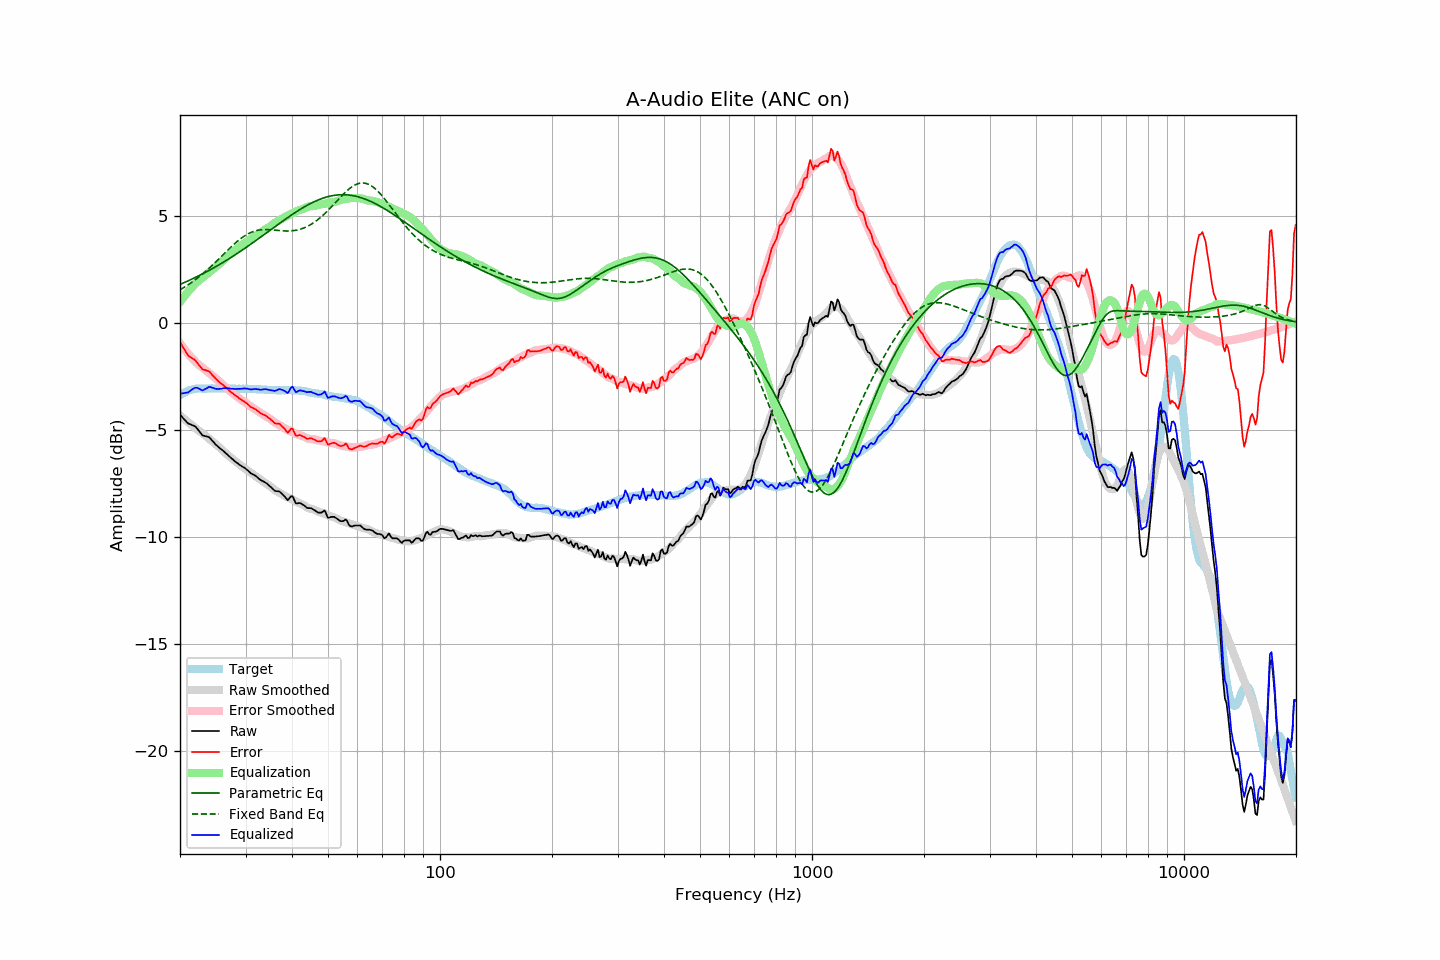 A-Audio Elite (ANC on)
Amplitude (dBr)
5
0
−5
−10
−15
−20
Target
Raw Smoothed
Error Smoothed
Raw
Error
Equalization
Parametric Eq
Fixed Band Eq
Equalized
100
1000
10000
Frequency (Hz)